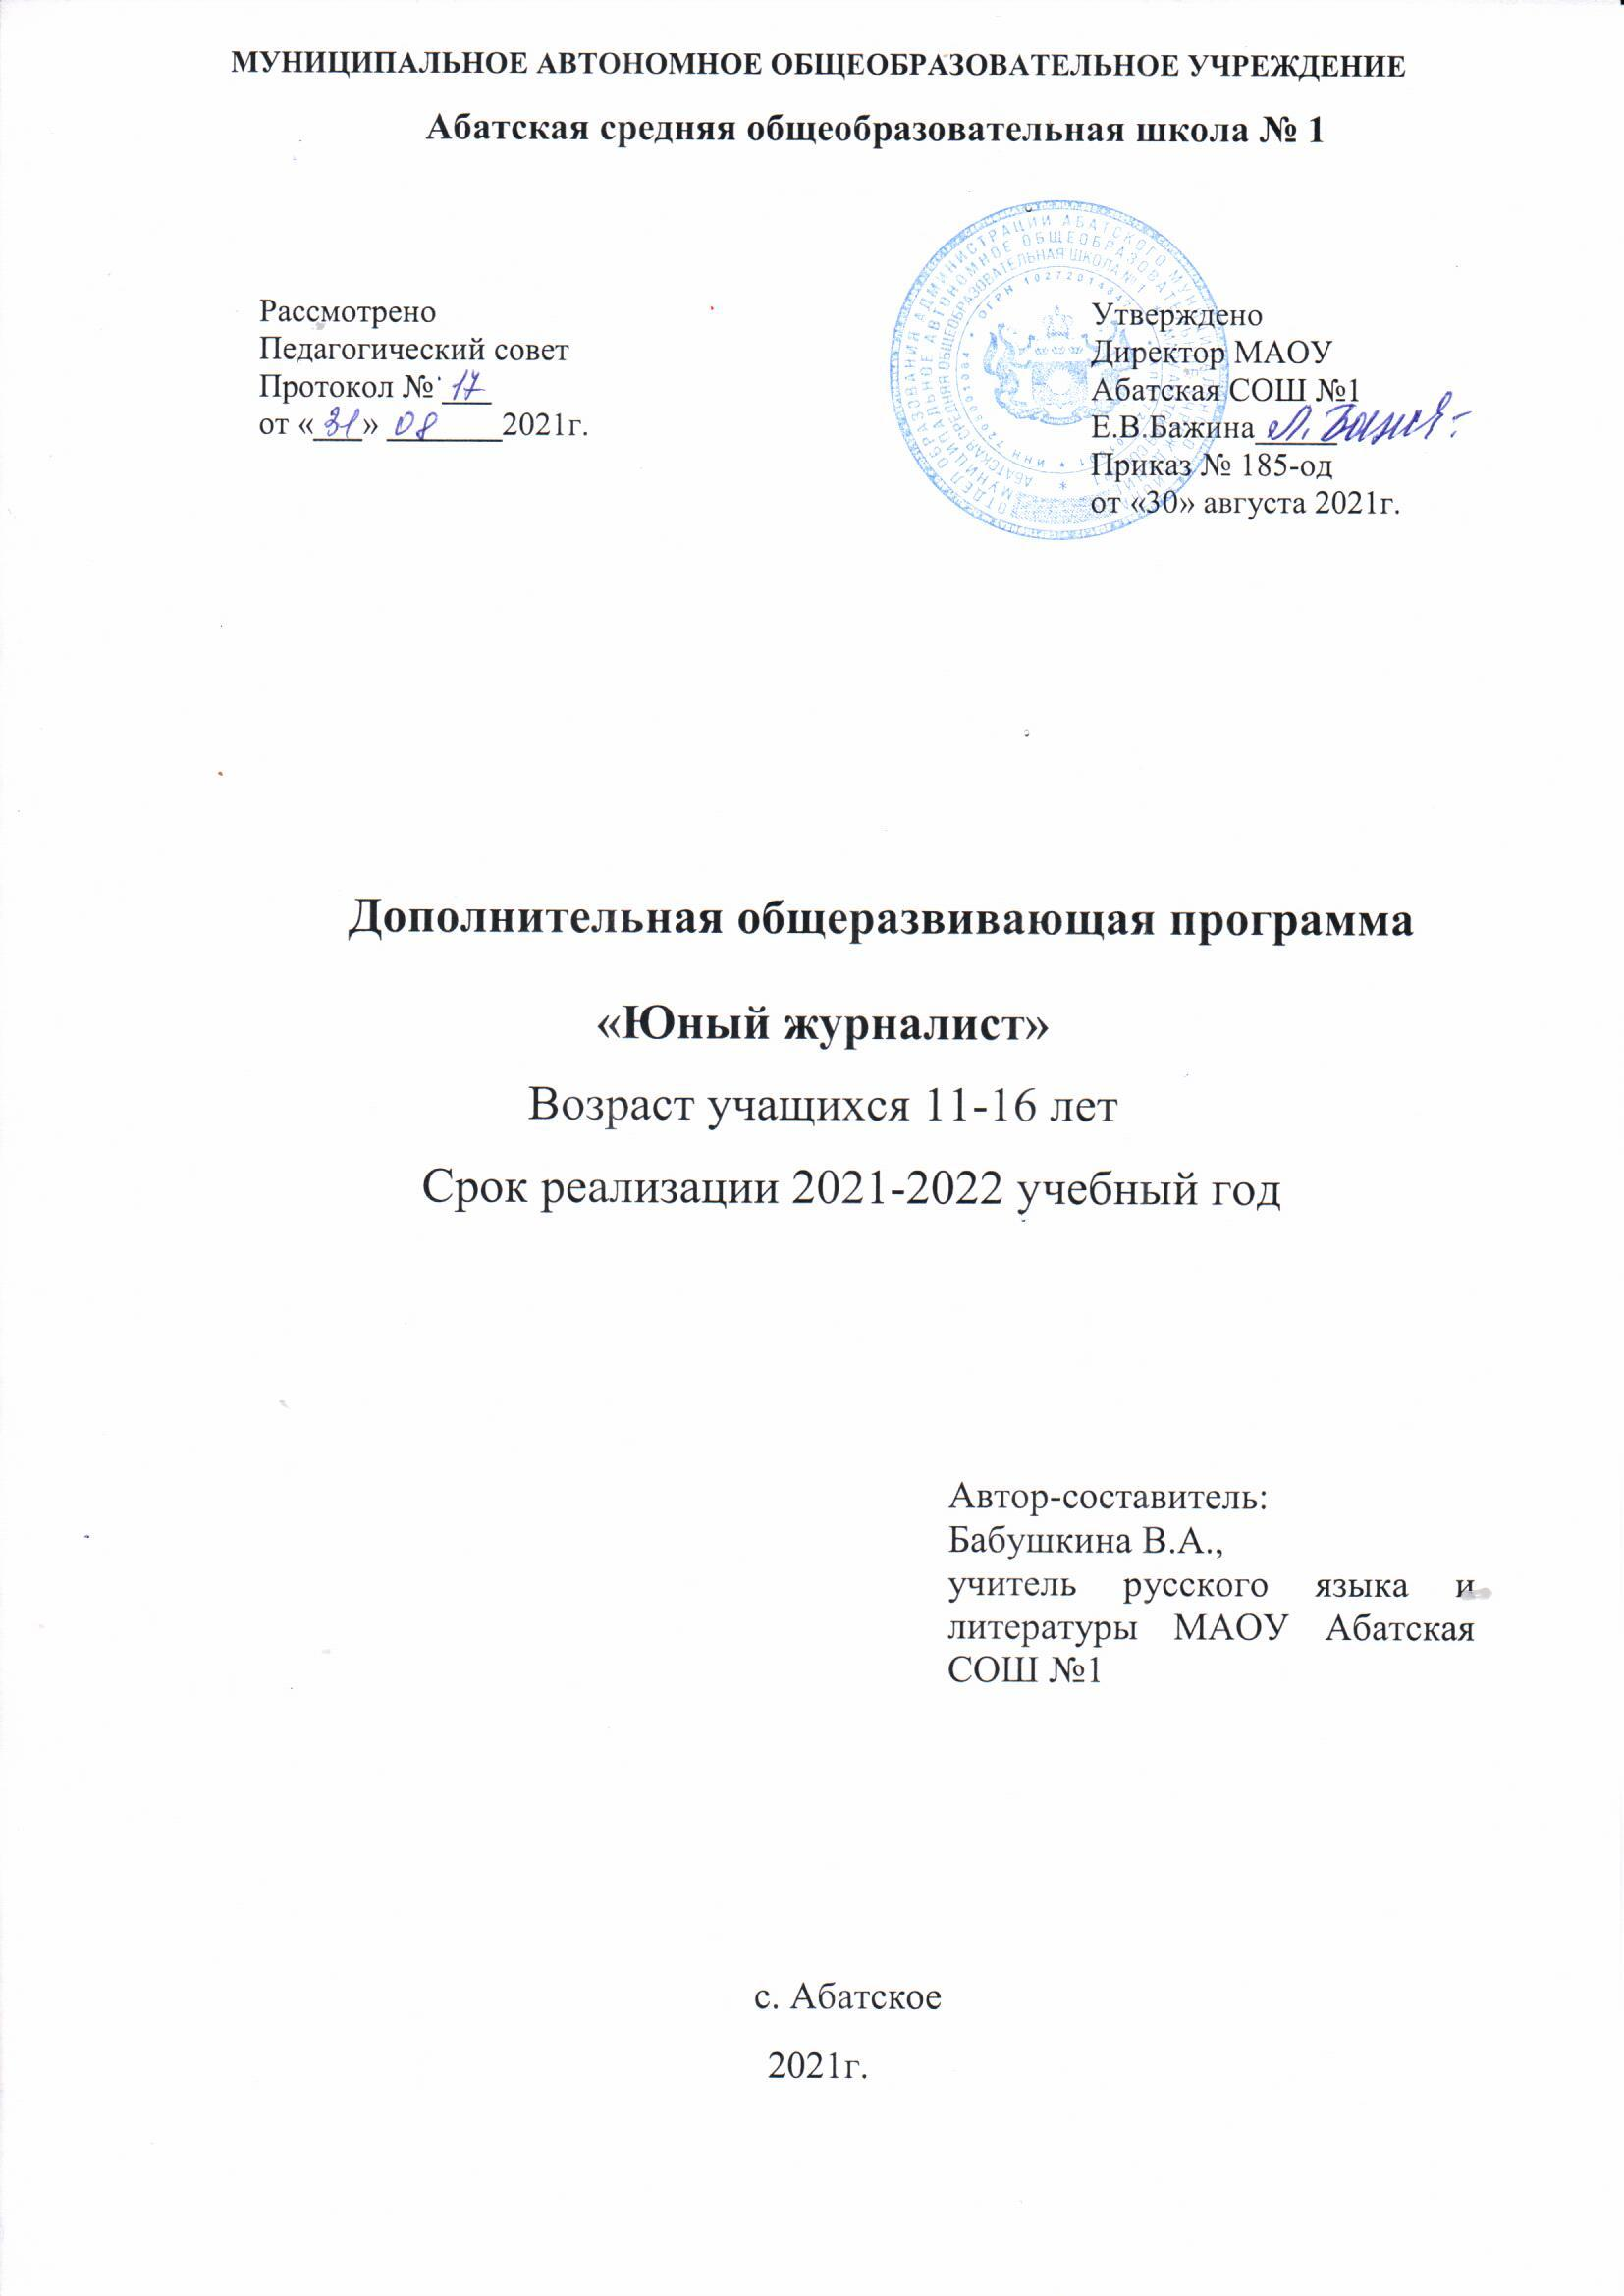 МУНИЦИПАЛЬНОЕ АВТОНОМНОЕ ОБЩЕОБРАЗОВАТЕЛЬНОЕ УЧРЕЖДЕНИЕ
Абатская средняя общеобразовательная школа № 1
Рассмотрено
Педагогический совет
Протокол № 17
от «31» 08 2021г.
Утверждено
Директор МАОУ
Абатская СОШ №1
Е.В.Бажина
Приказ № 185-од
от «30» августа 2021г.
Дополнительная общеразвивающая программа
«Юный журналист»
Возраст учащихся 11-16 лет
Срок реализации 2021-2022 учебный год
Автор-составитель:
Бабушкина В.А.,
учитель русского языка и
литературы МАОУ Абатская
СОШ №1
с. Абатское
2021г.